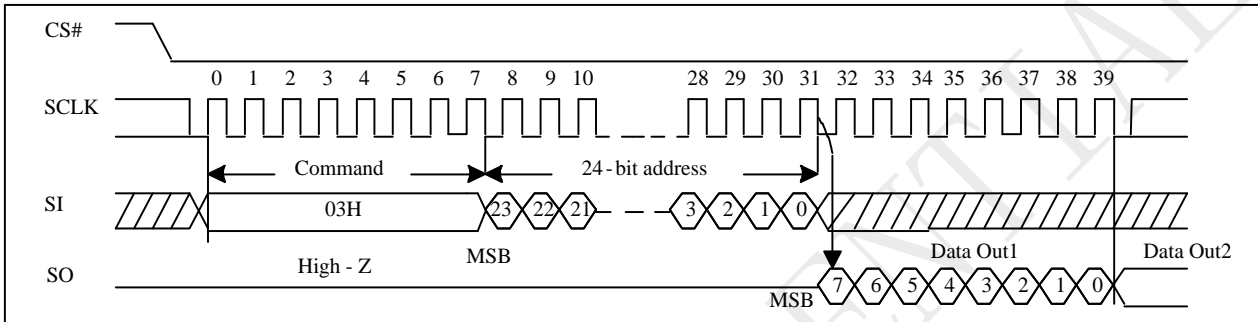 CS#
0 1 2 3 4 5 6 7 8 9 10 28 29 30 31 32 33 34 35 36 37 38 39
SCLK
Command 24-bit address
SI 03H 23 22 21 3 2 1 0
High - Z MSB Data Out1 Data Out2
SO MSB 7 6 5 4 3 2 1 0